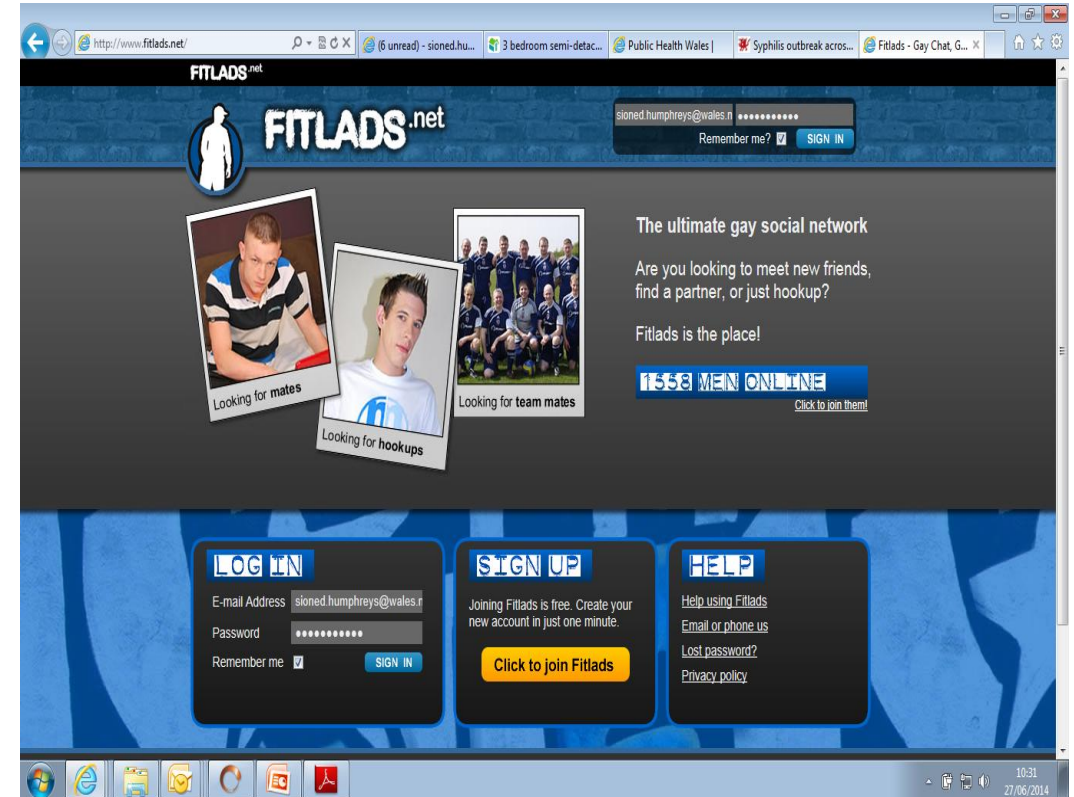 http://www.fitlads.net/
(6 unread) - sioned.hu...
3 bedroom semi-detac...
Public Health Wales |
Syphilis outbreak acros...
Fitlads - Gay Chat, G...
FITLADS.net
FITLADS.net
sioned.humphreys@wales.n
Remember me?
SIGN IN
Looking for mates
Looking for hookups
Looking for team mates
The ultimate gay social network
Are you looking to meet new friends,
find a partner, or just hookup?
Fitlads is the place!
1558 MEN ONLINE
Click to join them!
LOG IN
E-mail Address sioned.humphreys@wales.r
Password
Remember me
SIGN IN
SIGN UP
Joining Fitlads is free. Create your
new account in just one minute.
Click to join Fitlads
HELP
Help using Fitlads
Email or phone us
Lost password?
Privacy policy
10:31
27/06/2014